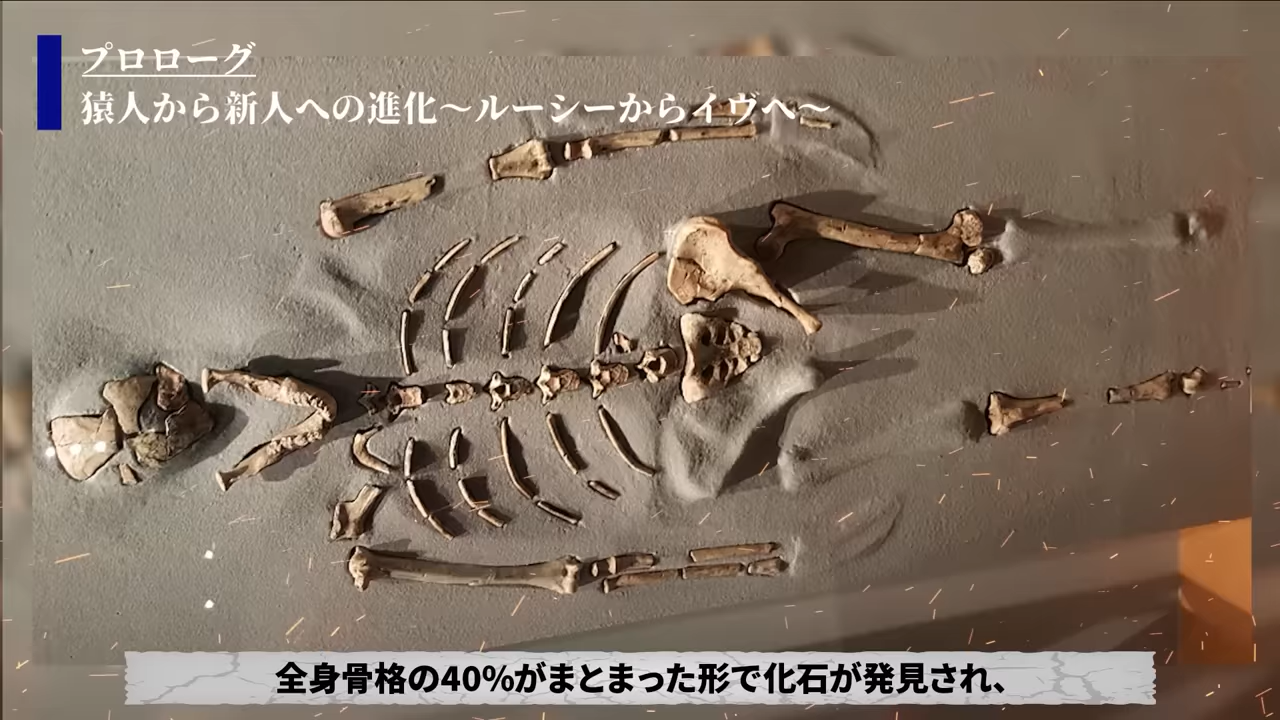 プロローグ
猿人から新人への進化～ルーシーからイヴへ～
全身骨格の40%がまとまった形で化石が発見され、